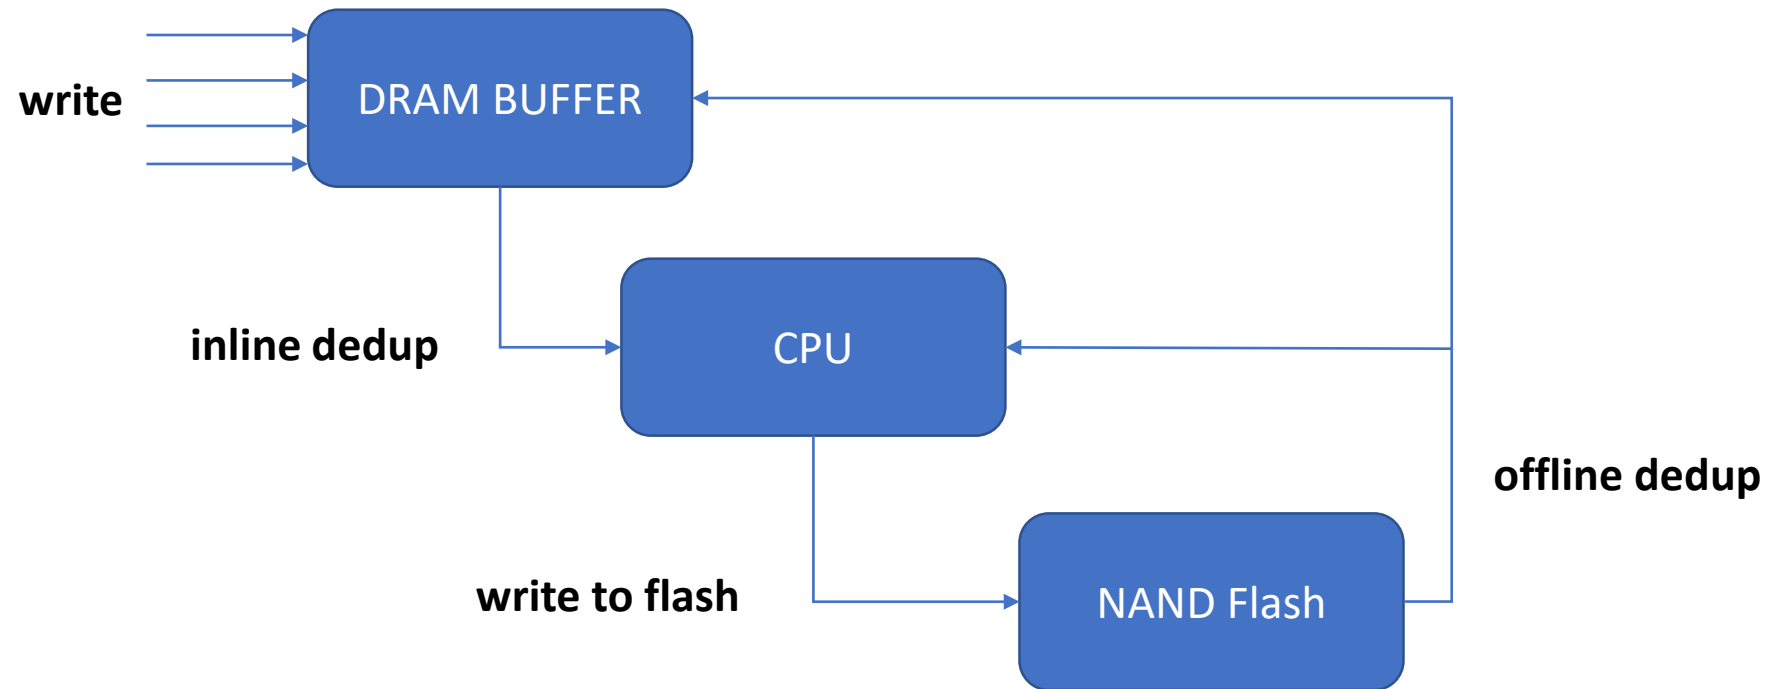 write
DRAM BUFFER
inline dedup
CPU
offline dedup
write to flash
NAND Flash